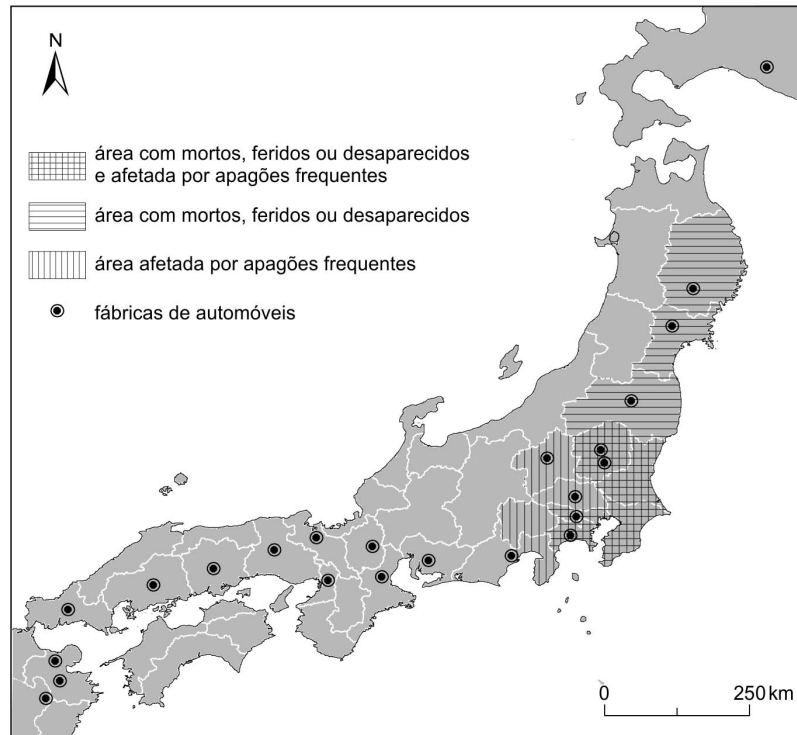 N
área com mortos, feridos ou desaparecidos
e afetada por apagões frequentes
área com mortos, feridos ou desaparecidos
área afetada por apagões frequentes
fábricas de automóveis
0 250 km